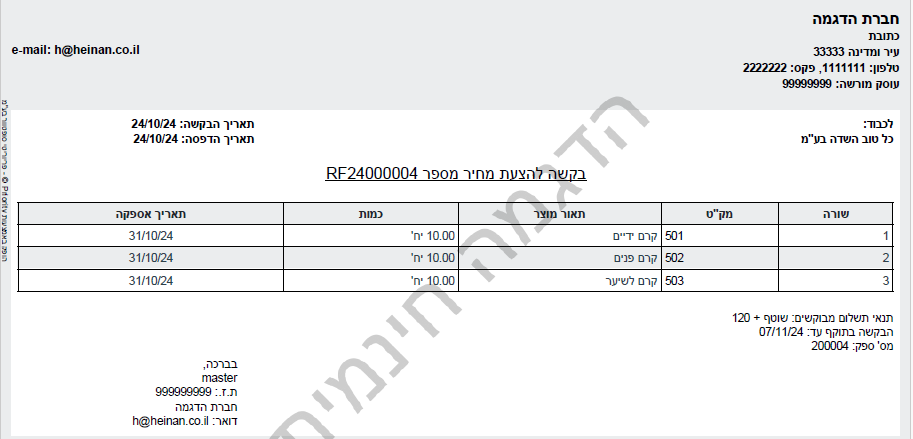 חברת הדגמה
כתובת
עיר ומדינה 33333
טלפון: 1111111, פקס: 2222222
עוסק מורשה: 99999999
e-mail: h@heinan.co.il
לכבוד:
כל טוב השדה בע"מ
תאריך הבקשה: 24/10/24
תאריך הדפסה: 24/10/24
בקשה להצעת מחיר מספר RF24000004
שורה מק"ט תאור מוצר כמות תאריך אספקה
1 501 קרם ידיים 10.00 יח' 31/10/24
2 502 קרם פנים 10.00 יח' 31/10/24
3 503 קרם לשיער 10.00 יח' 31/10/24
תנאי תשלום מבוקשים: שוטף + 120
הבקשה בתוקף עד: 07/11/24
מס' ספק: 200004
בברכה,
master
ת.ז.: 999999999
חברת הדגמה
דואר: h@heinan.co.il
הדגמה חינמית